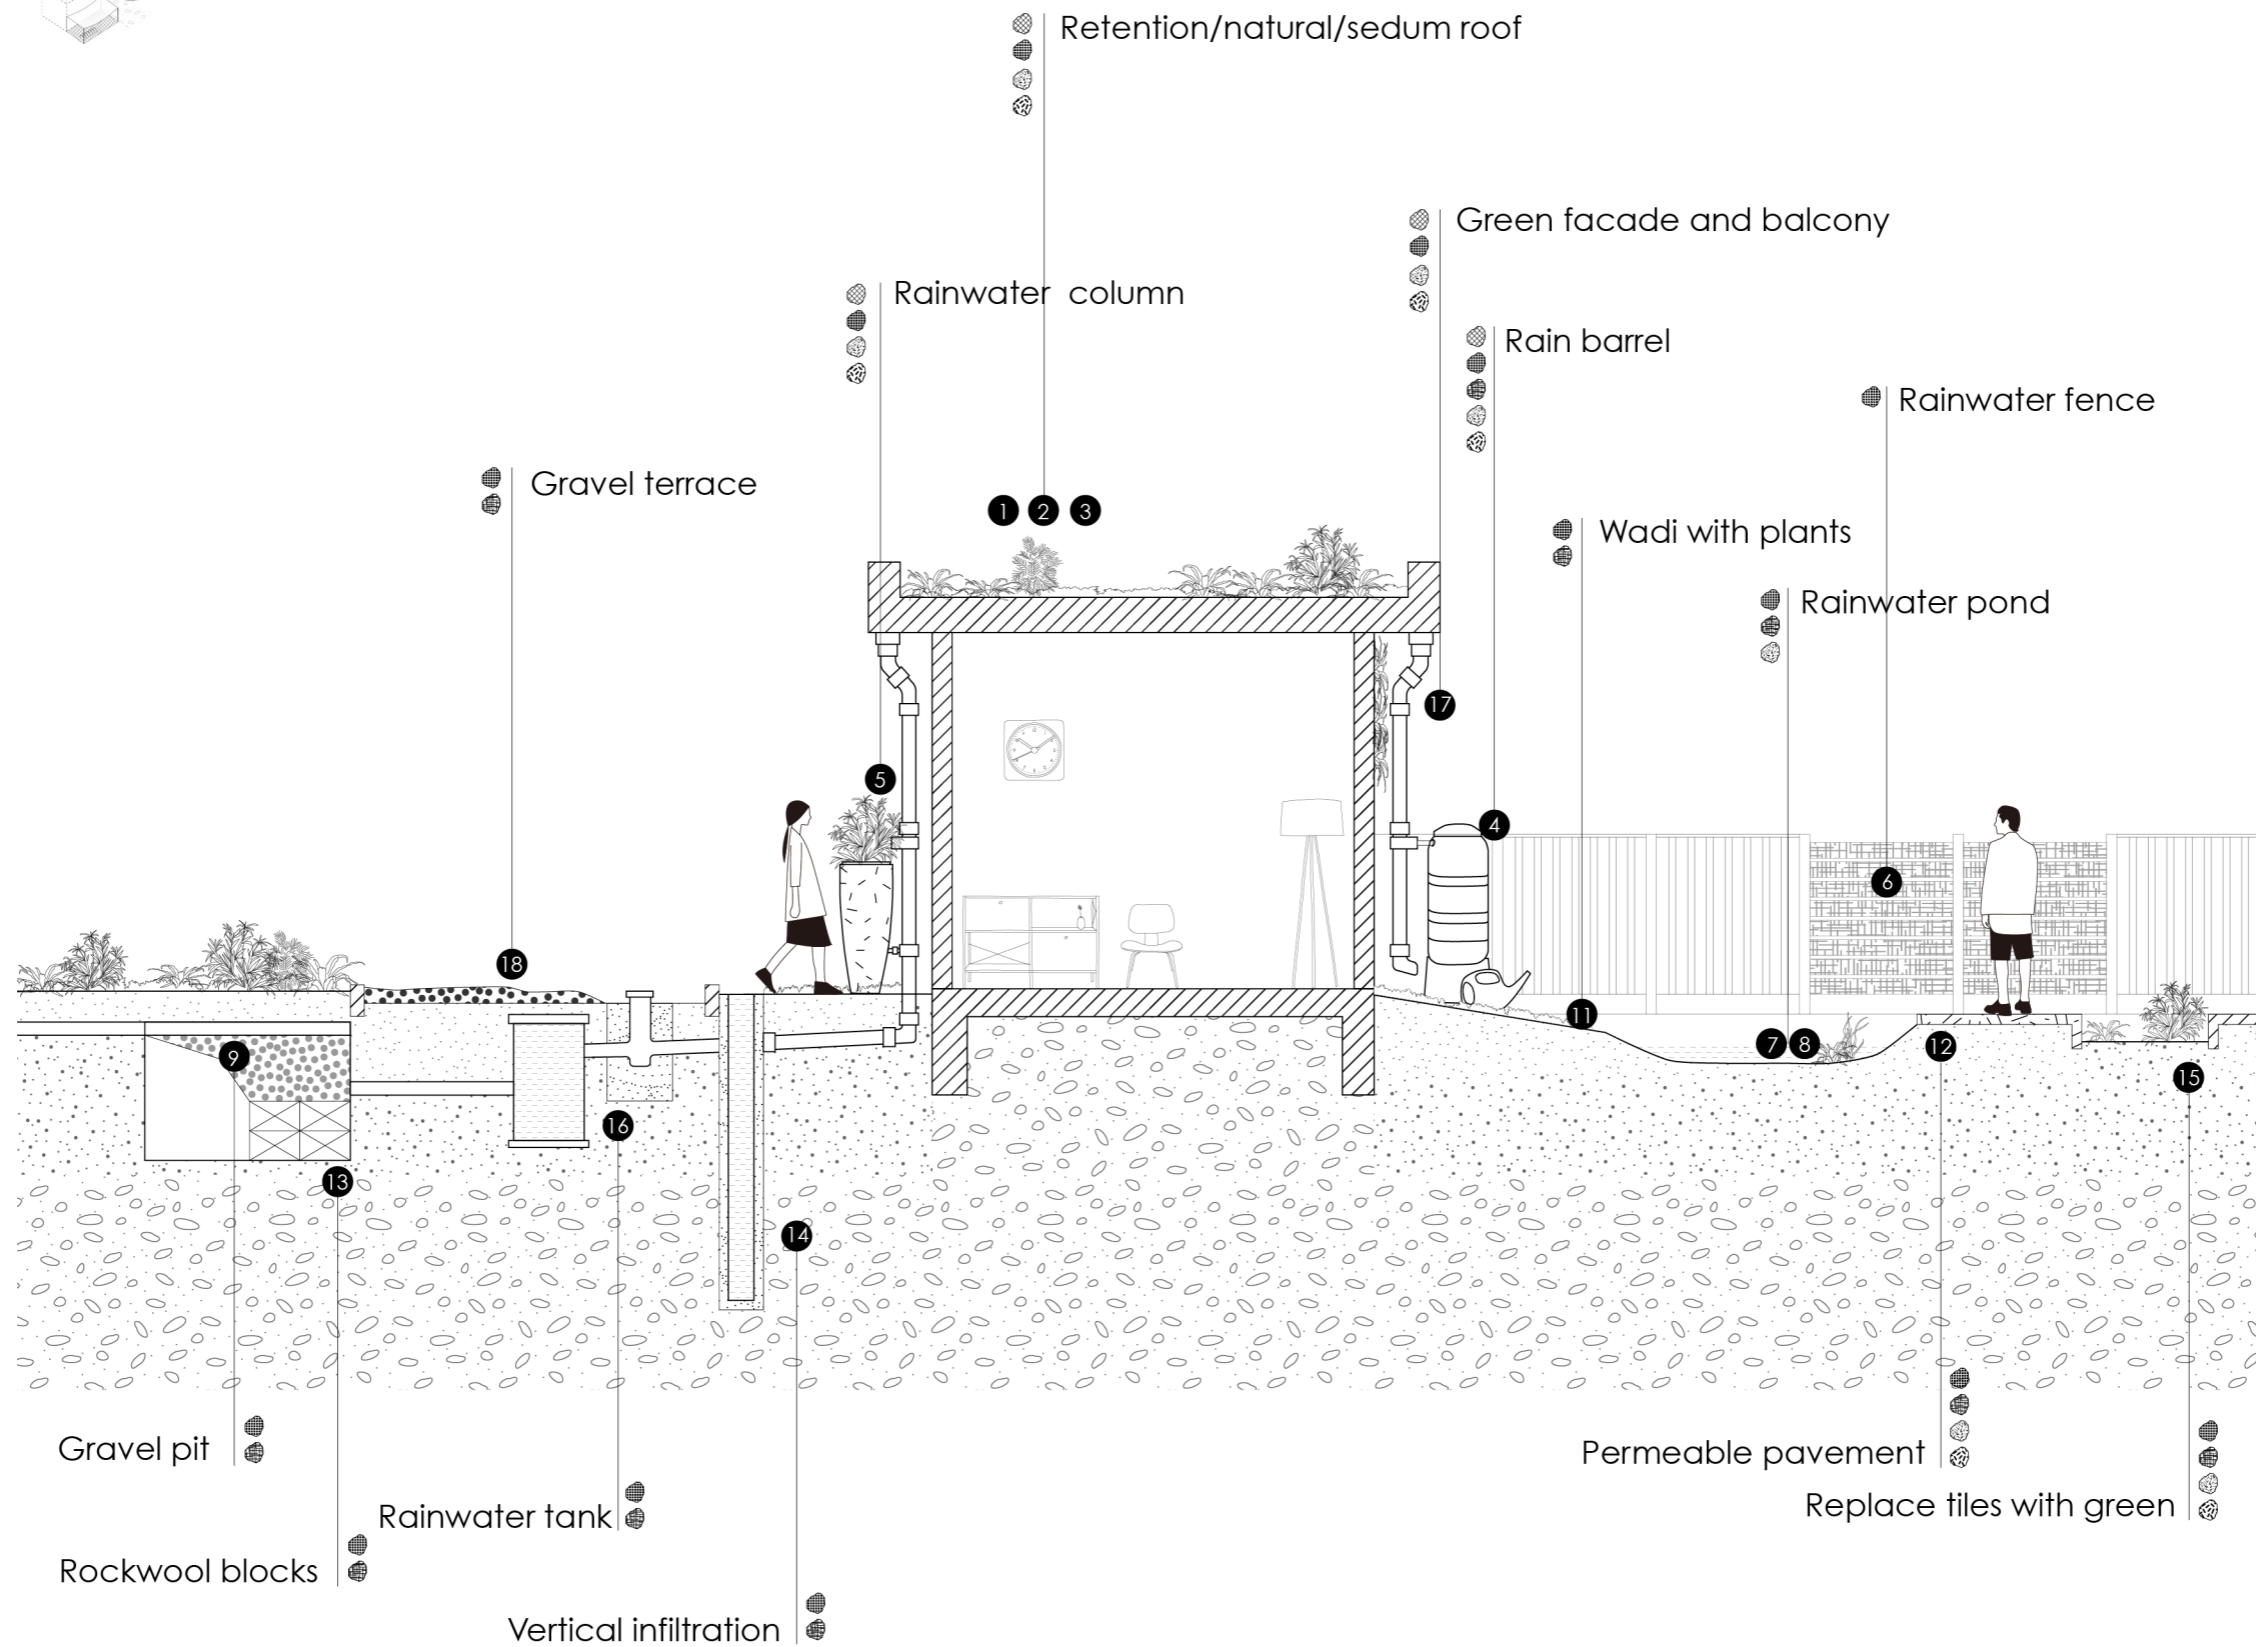 Retention/natural/sedum roof
Green facade and balcony
Rainwater column
Rain barrel
Rainwater fence
Gravel terrace
1 2 3
Wadi with plants
Rainwater pond
17
5
4
6
18
11
7 8
12
9
15
16
13
14
Gravel pit
Permeable pavement
Rainwater tank
Replace tiles with green
Rockwool blocks
Vertical infiltration